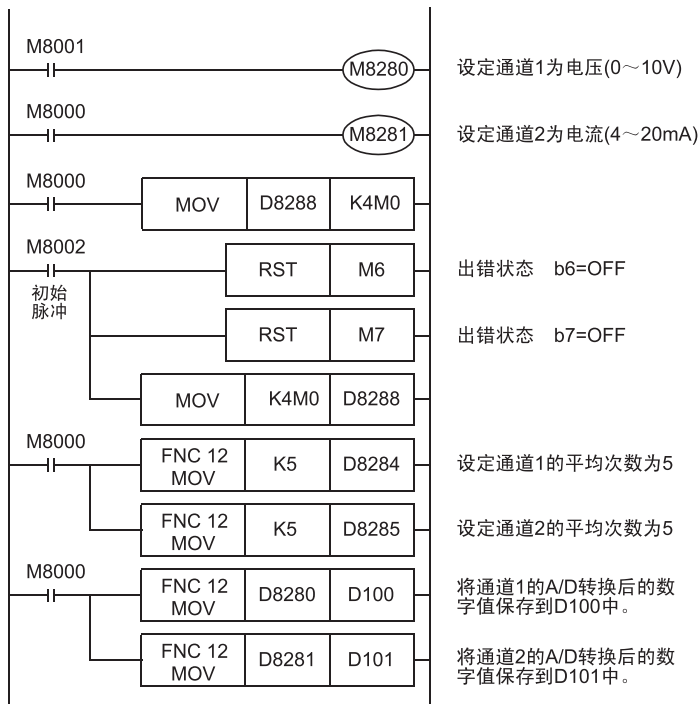 M8001
M8280
设定通道1为电压(0～10V)
M8000
M8281
设定通道2为电流(4～20mA)
M8000
MOV D8288 K4M0
M8002
初始
脉冲
RST M6
出错状态 b6=OFF
RST M7
出错状态 b7=OFF
MOV K4M0 D8288
M8000
FNC 12
MOV
K5 D8284
设定通道1的平均次数为5
FNC 12
MOV
K5 D8285
设定通道2的平均次数为5
M8000
FNC 12
MOV
D8280 D100
将通道1的A/D转换后的数
字值保存到D100中。
FNC 12
MOV
D8281 D101
将通道2的A/D转换后的数
字值保存到D101中。